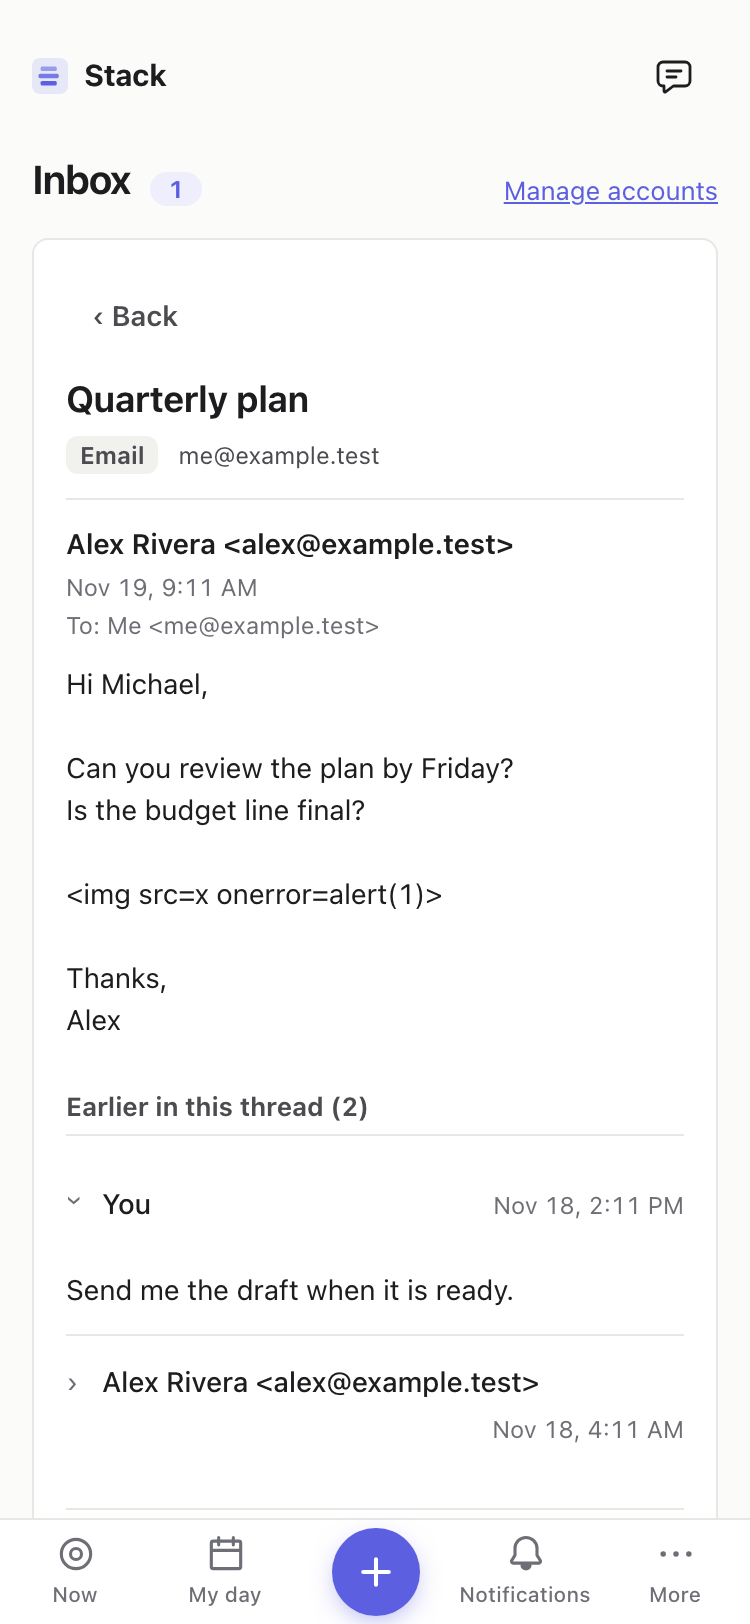 Stack
Inbox 1
Manage accounts
‹ Back
Quarterly plan
Email me@example.test
Alex Rivera <alex@example.test>
Nov 19, 9:11 AM
To: Me <me@example.test>
Hi Michael,
Can you review the plan by Friday?
Is the budget line final?
<img src=x onerror=alert(1)>
Thanks,
Alex
Earlier in this thread (2)
You Nov 18, 2:11 PM
Send me the draft when it is ready.
› Alex Rivera <alex@example.test>
Nov 18, 4:11 AM
Now My day Notifications More